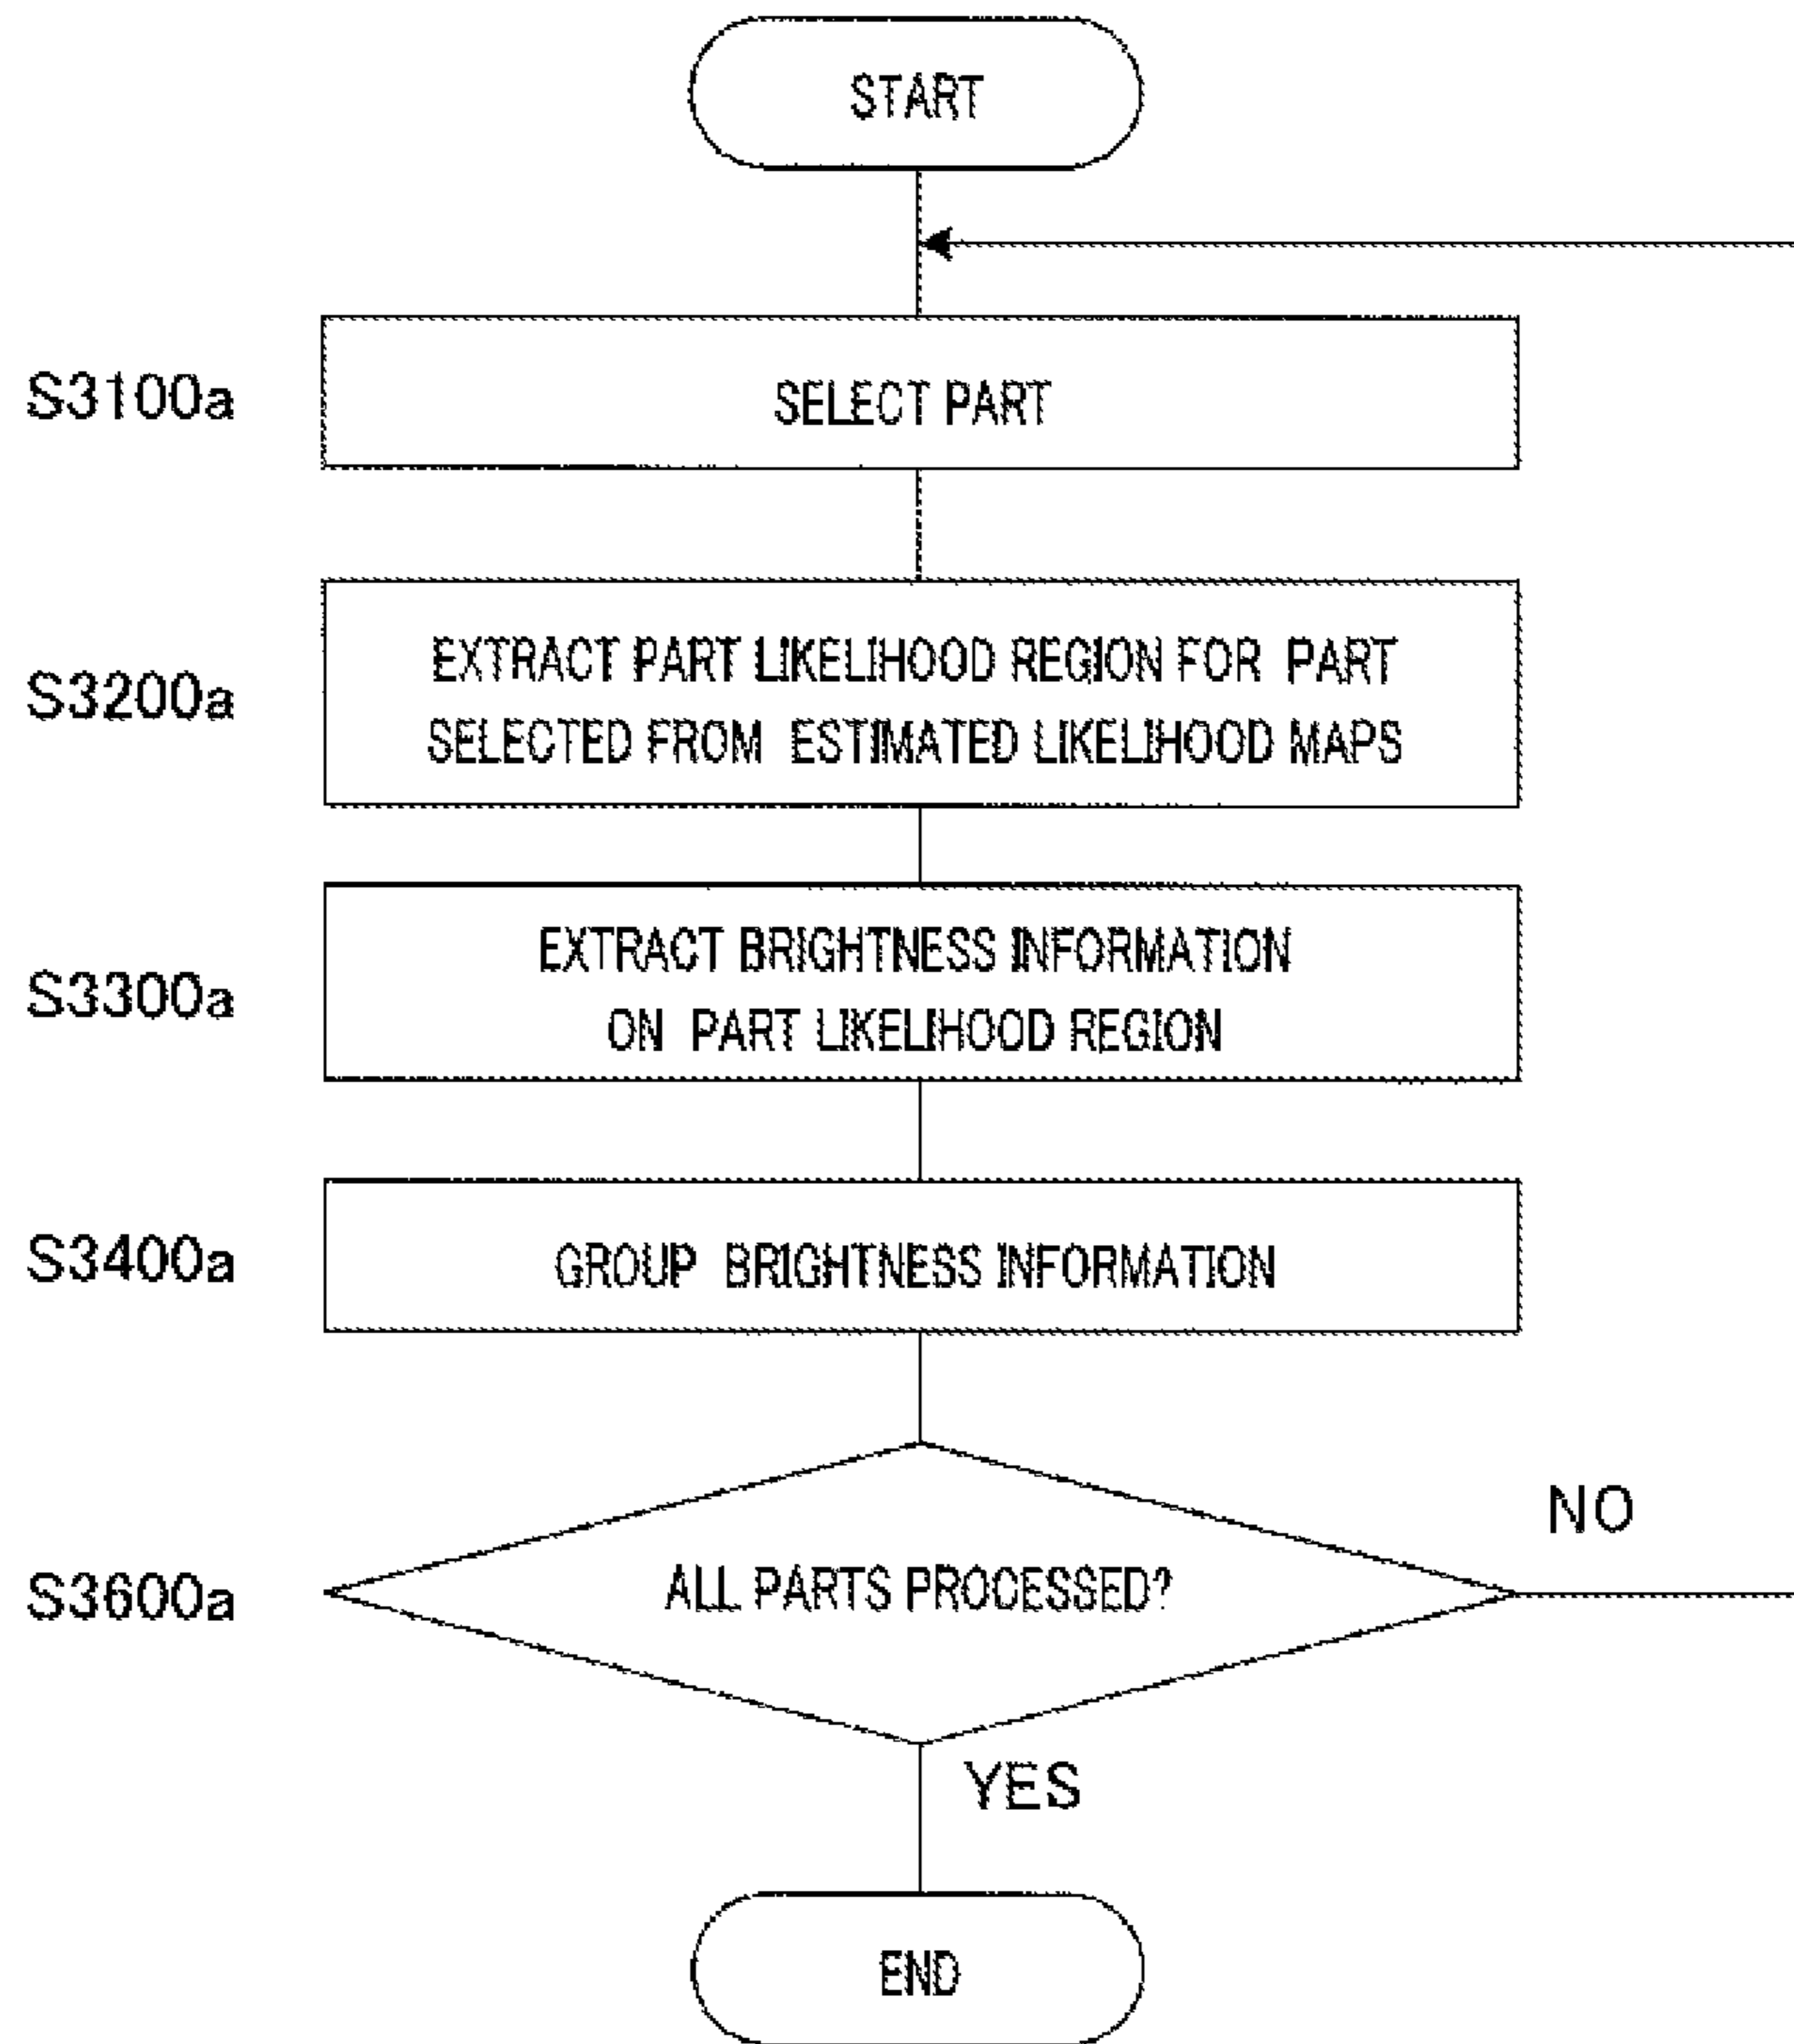 START
S3100a
SELECT PART
S3200a
EXTRACT PART LIKELIHOOD REGION FOR PART
SELECTED FROM ESTIMATED LIKELIHOOD MAPS
S3300a
EXTRACT BRIGHTNESS INFORMATION
ON PART LIKELIHOOD REGION
S3400a
GROUP BRIGHTNESS INFORMATION
S3600a
ALL PARTS PROCESSED?
NO
YES
END